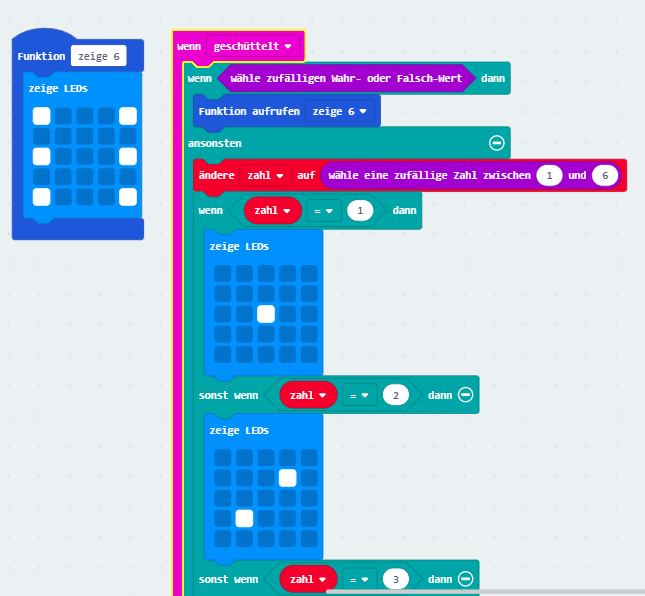 Funktion zeige 6
zeige LEDs
wenn geschüttelt
wenn wähle zufälligen Wahr- oder Falsch-Wert dann
Funktion aufrufen zeige 6
ansonsten
ändere zahl auf wähle eine zufällige Zahl zwischen 1 und 6
wenn zahl = 1 dann
zeige LEDs
sonst wenn zahl = 2 dann
zeige LEDs
sonst wenn zahl = 3 dann